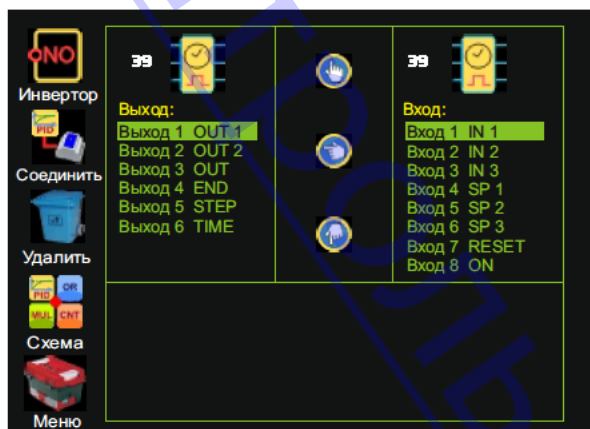 NO
Инвертор
PID
Соединить
Удалить
PID OR
MUL CNT
Схема
Меню
39
Выход:
Выход 1 OUT 1
Выход 2 OUT 2
Выход 3 OUT
Выход 4 END
Выход 5 STEP
Выход 6 TIME
39
Вход:
Вход 1 IN 1
Вход 2 IN 2
Вход 3 IN 3
Вход 4 SP 1
Вход 5 SP 2
Вход 6 SP 3
Вход 7 RESET
Вход 8 ON